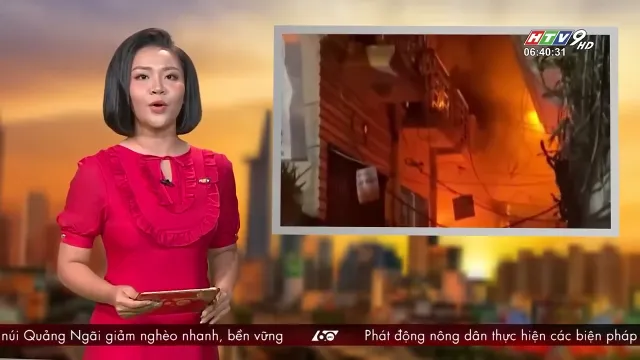 HTV9 HD
06:40:31
núi Quảng Ngãi giảm nghèo nhanh, bền vững 60 Phát động nông dân thực hiện các biện pháp